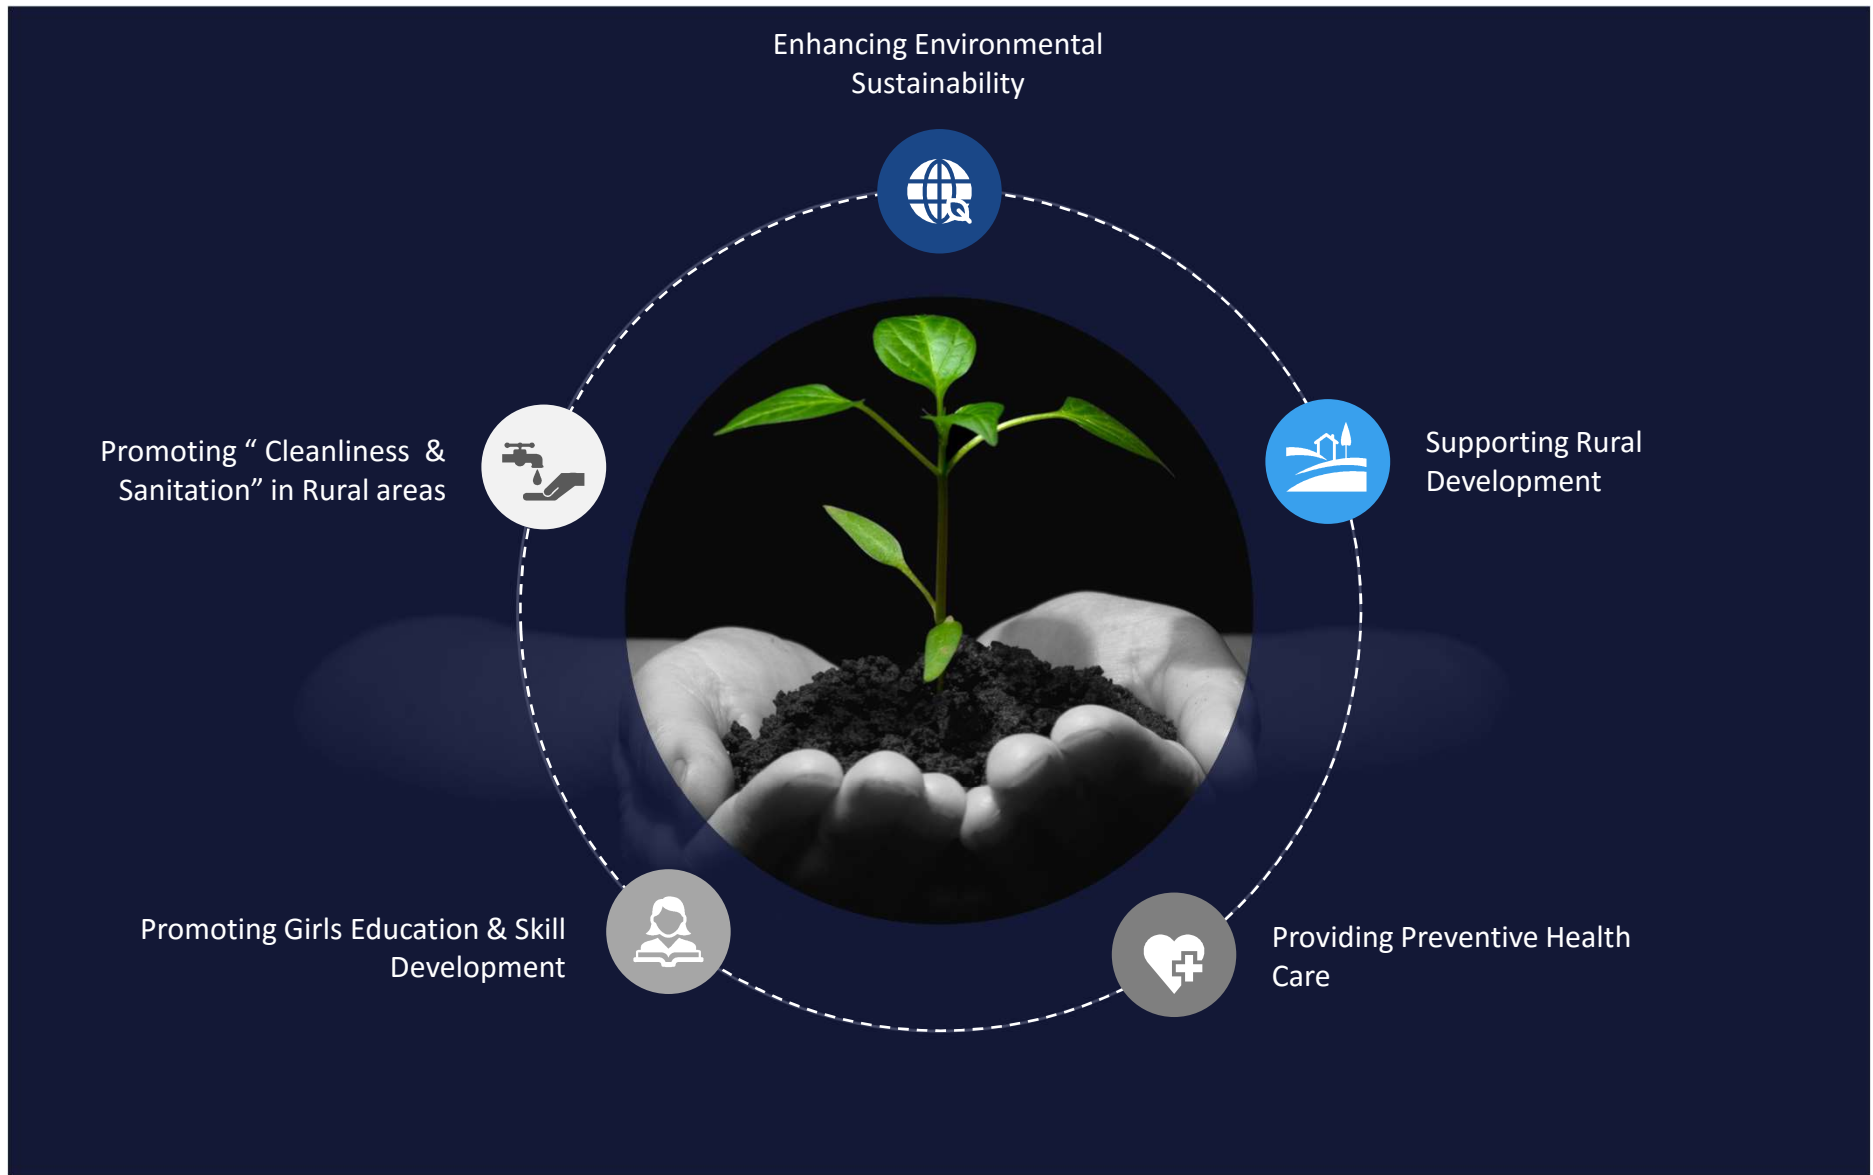 Enhancing Environmental
Sustainability
Promoting “ Cleanliness  &
Sanitation” in Rural areas
Supporting Rural
Development
Promoting Girls Education & Skill
Development
Providing Preventive Health
Care